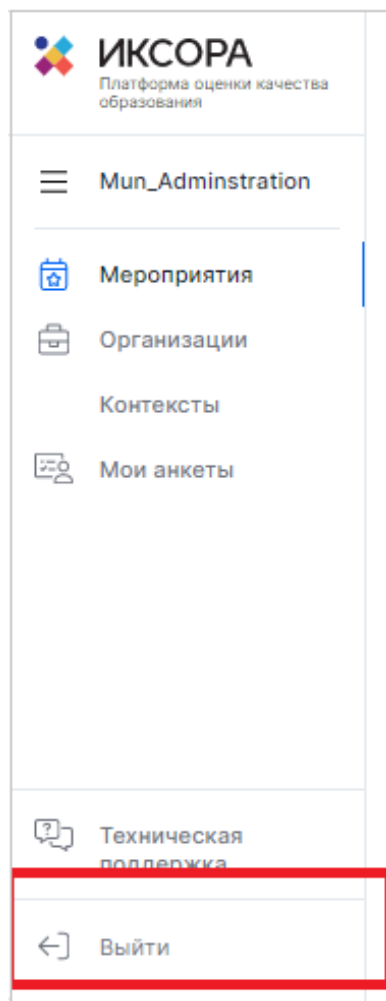 ИКСОРА
Платформа оценки качества
образования
Mun_Adminstration
Мероприятия
Организации
Контексты
Мои анкеты
Техническая
поддержка
Выйти